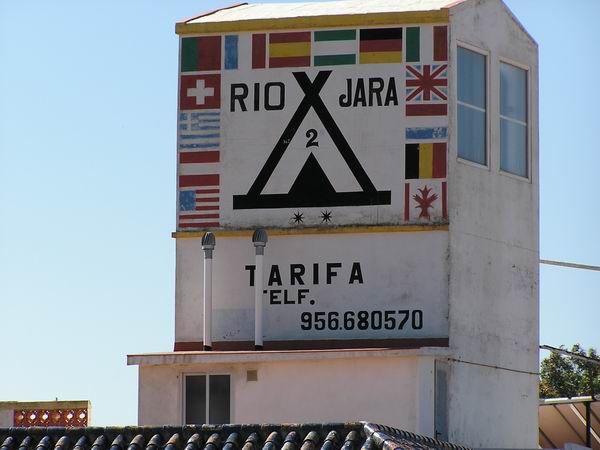 RIO JARA
2
TARIFA
TELF.
956.680570